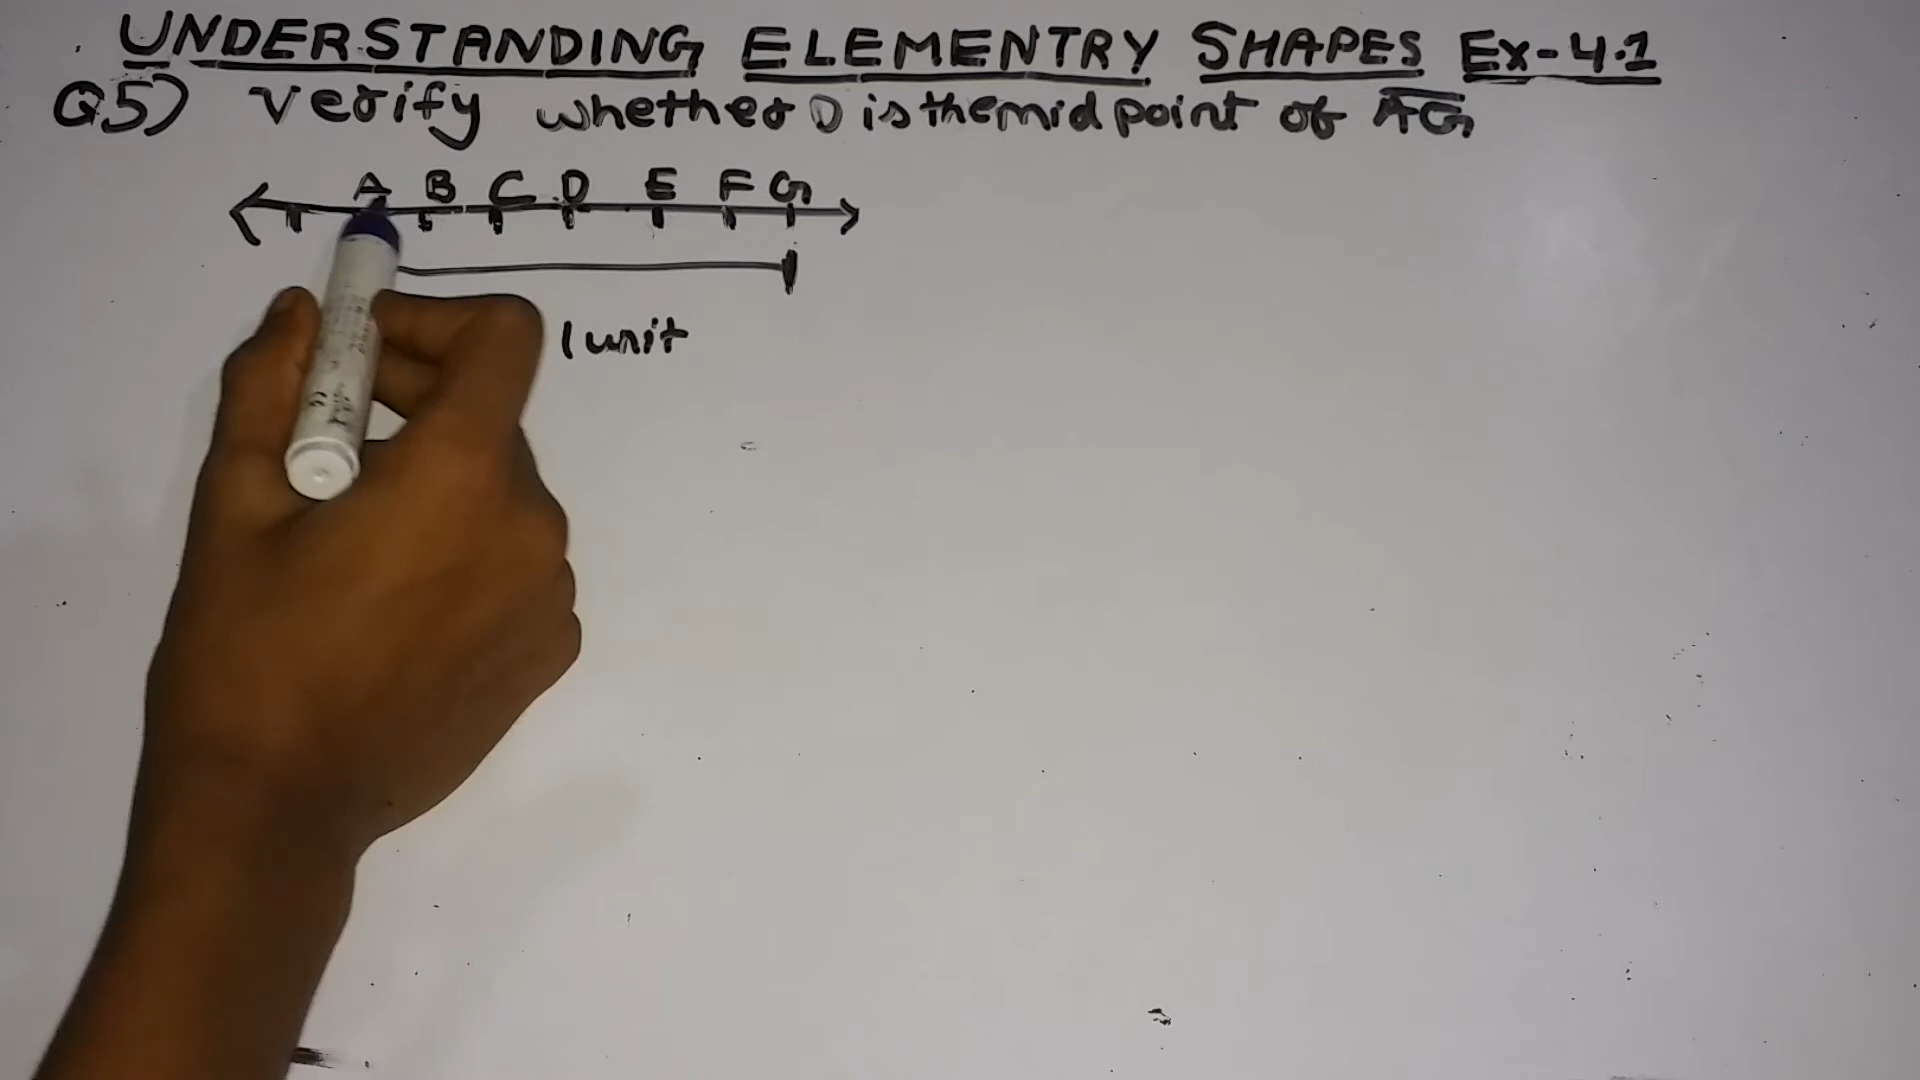 UNDERSTANDING ELEMENTRY SHAPES Ex-4.1
Q5) Verify whether D is the mid point of AG
A B C D E F G
1 unit